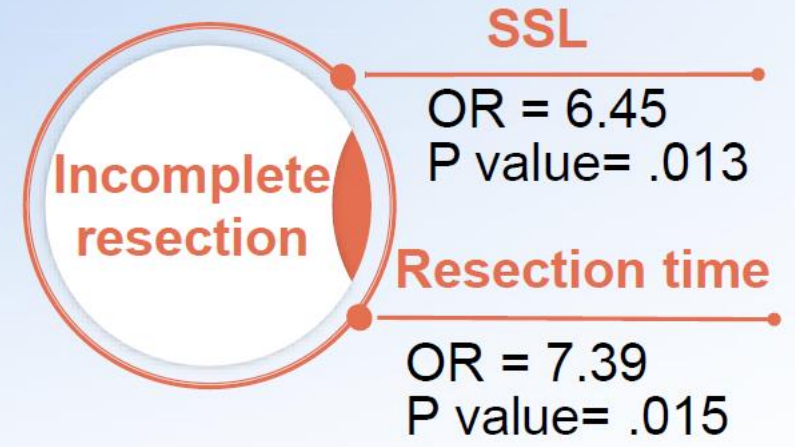 Incomplete
resection
SSL
OR = 6.45
P value= .013
Resection time
OR = 7.39
P value= .015